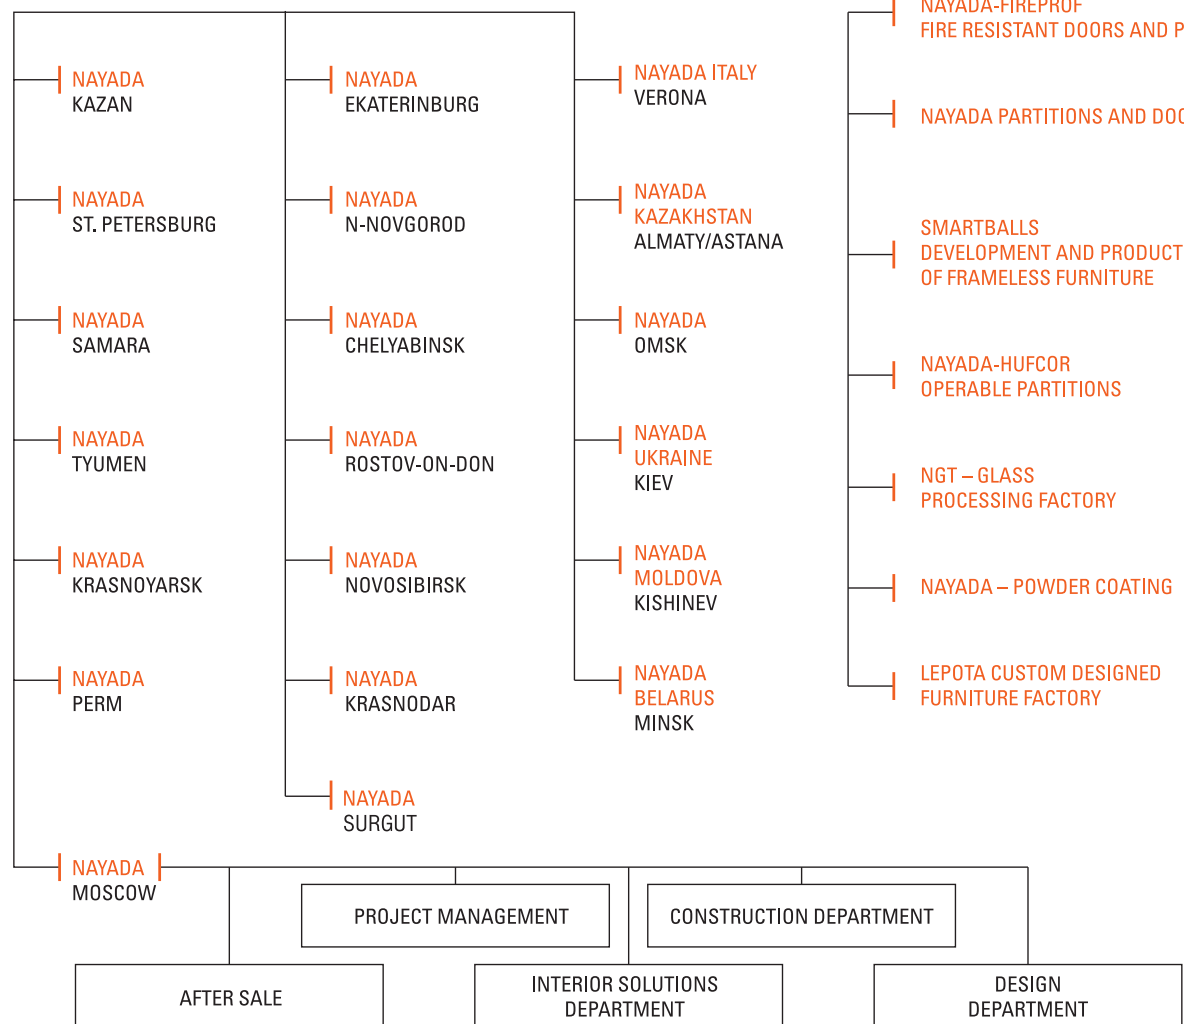 NAYADA
KAZAN
NAYADA
ST. PETERSBURG
NAYADA
SAMARA
NAYADA
TYUMEN
NAYADA
KRASNOYARSK
NAYADA
PERM
NAYADA
MOSCOW
NAYADA
EKATERINBURG
NAYADA
N-NOVGOROD
NAYADA
CHELYABINSK
NAYADA
ROSTOV-ON-DON
NAYADA
NOVOSIBIRSK
NAYADA
KRASNODAR
NAYADA
SURGUT
NAYADA ITALY
VERONA
NAYADA
KAZAKHSTAN
ALMATY/ASTANA
NAYADA
OMSK
NAYADA
UKRAINE
KIEV
NAYADA
MOLDOVA
KISHINEV
NAYADA
BELARUS
MINSK
NAYADA-FIREPROF
FIRE RESISTANT DOORS AND
NAYADA PARTITIONS AND
SMARTBALLS
DEVELOPMENT AND
OF FRAMELESS FURNITURE
NAYADA-HUFCOR
OPERABLE PARTITIONS
NGT – GLASS
PROCESSING FACTORY
NAYADA – POWDER COATING
LEPOTA CUSTOM DESIGNED
FURNITURE FACTORY
PROJECT MANAGEMENT
CONSTRUCTION DEPARTMENT
AFTER SALE
INTERIOR SOLUTIONS
DEPARTMENT
DESIGN
DEPARTMENT